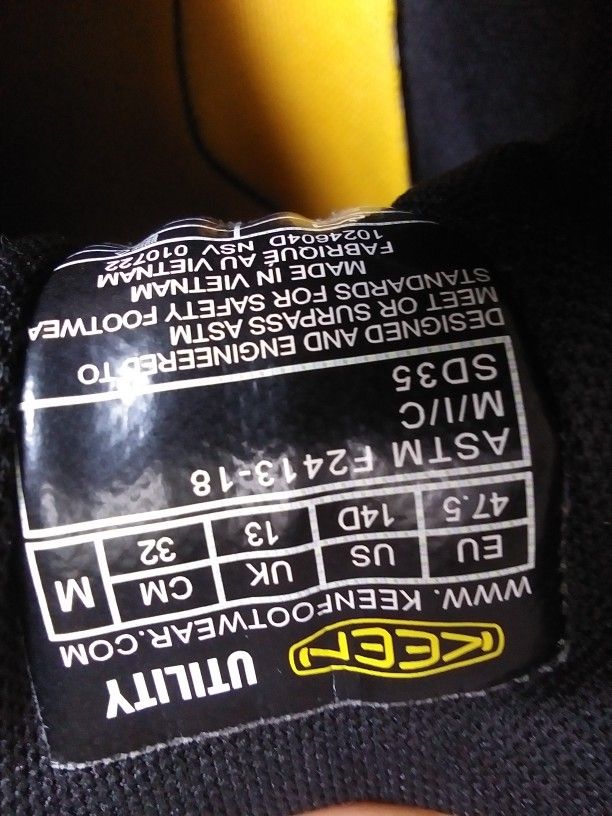 KEEN UTILITY
WWW. KEENFOOTWEAR.COM
EU US UK CM M
47.5 14D 13 32
ASTM F2413-18
M/I/C
SD35
DESIGNED AND ENGINEERED TO
MEET OR SURPASS ASTM
STANDARDS FOR SAFETY FOOTWEA
MADE IN VIETNAM
FABRIQUÉ AU VIETNAM
1024604D NSV 010722